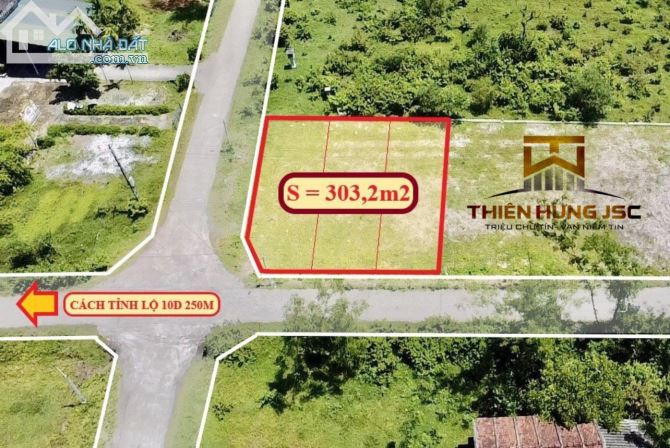 ALO NHÀ ĐẤT
.com.vn
S = 303,2m2
THIÊN HƯNG JSC
TRIỆU CHỮ TÍN - VẠN NIỀM TIN
CÁCH TỈNH LỘ 10D 250M